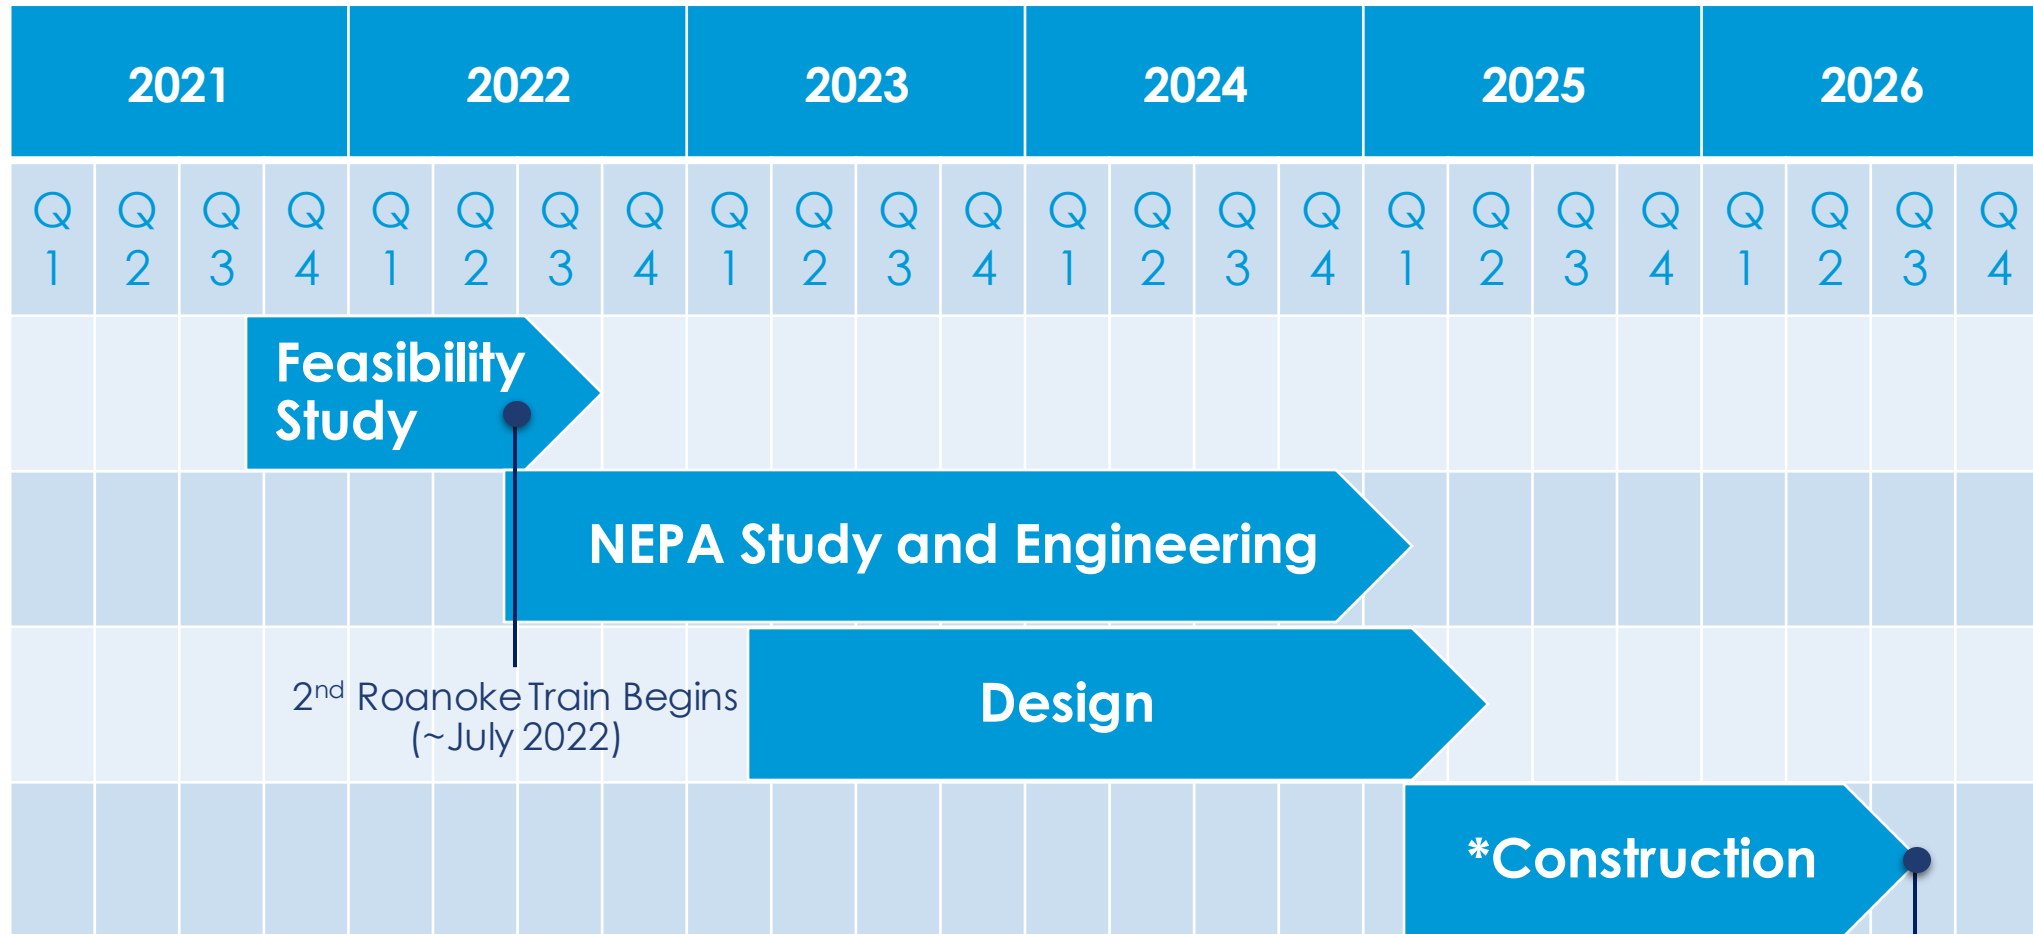 2021 2022 2023 2024 2025 2026
Q Q Q Q Q Q Q Q Q Q Q Q Q Q Q Q Q Q Q Q Q Q Q Q
1 2 3 4 1 2 3 4 1 2 3 4 1 2 3 4 1 2 3 4 1 2 3 4
Feasibility
Study
NEPA Study and Engineering
2nd Roanoke Train Begins
(~July 2022)
Design
*Construction